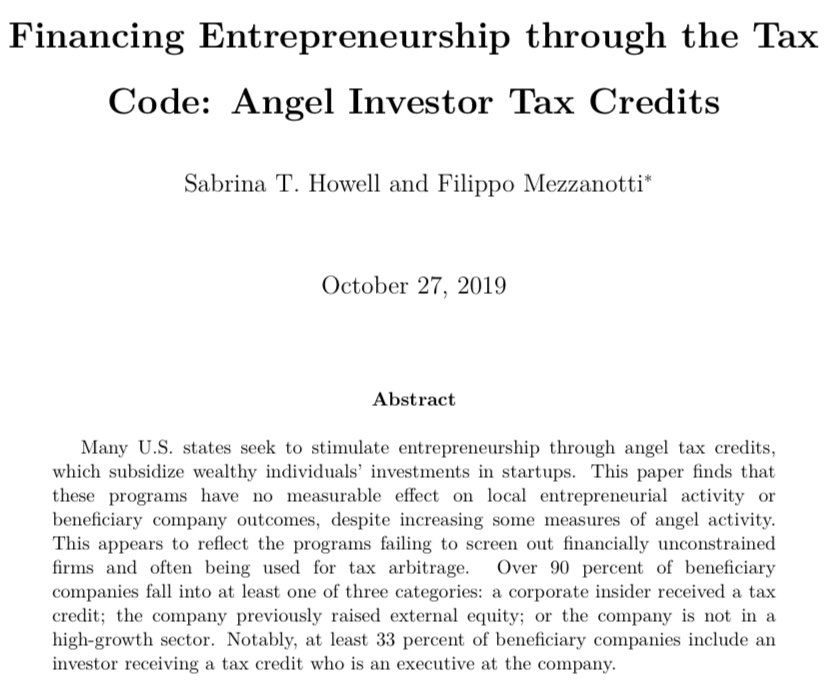 Financing Entrepreneurship through the Tax
Code: Angel Investor Tax Credits
Sabrina T. Howell and Filippo Mezzanotti*
October 27, 2019
Abstract
Many U.S. states seek to stimulate entrepreneurship through angel tax credits,
which subsidize wealthy individuals' investments in startups. This paper finds that
these programs have no measurable effect on local entrepreneurial activity or
beneficiary company outcomes, despite increasing some measures of angel activity.
This appears to reflect the programs failing to screen out financially unconstrained
firms and often being used for tax arbitrage. Over 90 percent of beneficiary
companies fall into at least one of three categories: a corporate insider received a tax
credit; the company previously raised external equity; or the company is not in a
high-growth sector. Notably, at least 33 percent of beneficiary companies include an
investor receiving a tax credit who is an executive at the company.